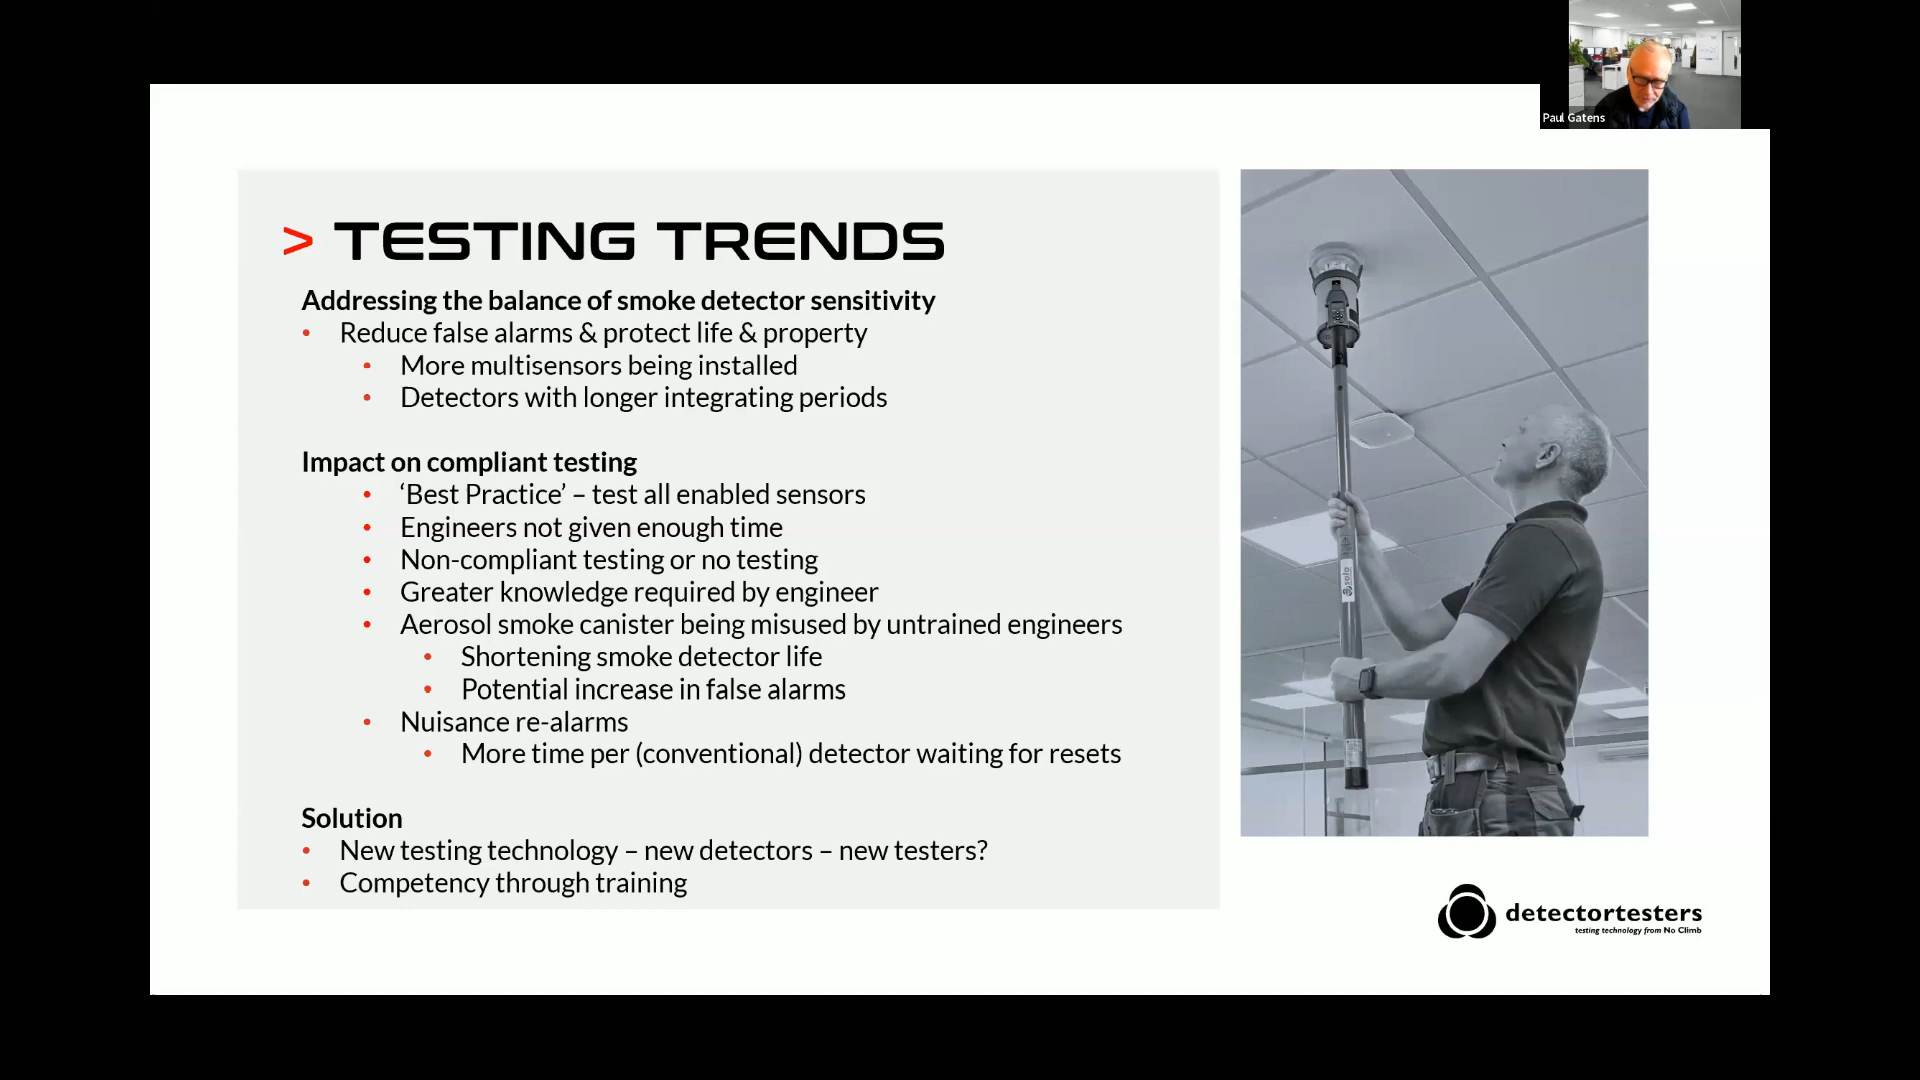 Paul Gatens
> TESTING TRENDS
Addressing the balance of smoke detector sensitivity
• Reduce false alarms & protect life & property
• More multisensors being installed
• Detectors with longer integrating periods
Impact on compliant testing
• ‘Best Practice’ – test all enabled sensors
• Engineers not given enough time
• Non-compliant testing or no testing
• Greater knowledge required by engineer
• Aerosol smoke canister being misused by untrained engineers
• Shortening smoke detector life
• Potential increase in false alarms
• Nuisance re-alarms
• More time per (conventional) detector waiting for resets
Solution
• New testing technology – new detectors – new testers?
• Competency through training
solo
detectortesters
testing technology from No Climb